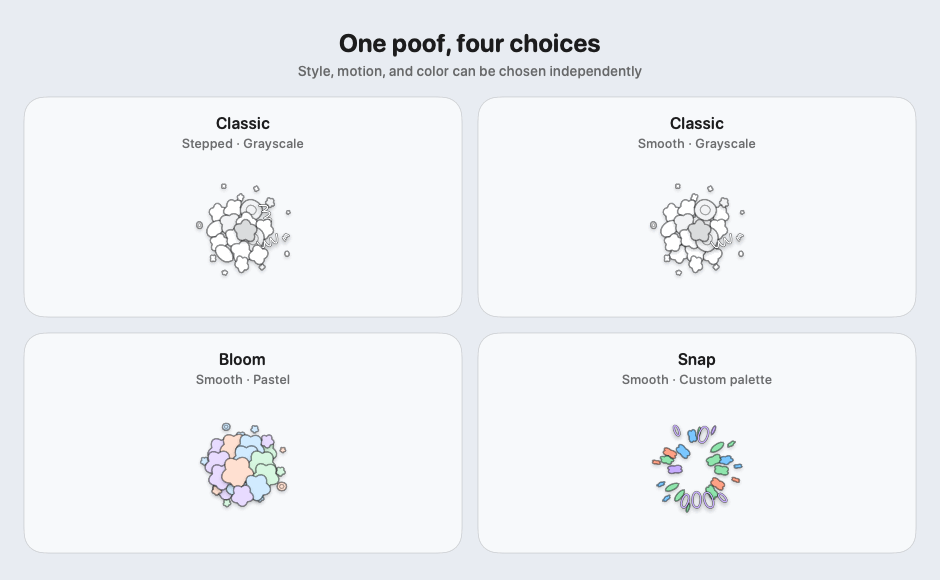 One poof, four choices
Style, motion, and color can be chosen independently
Classic
Stepped · Grayscale
Classic
Smooth · Grayscale
Bloom
Smooth · Pastel
Snap
Smooth · Custom palette